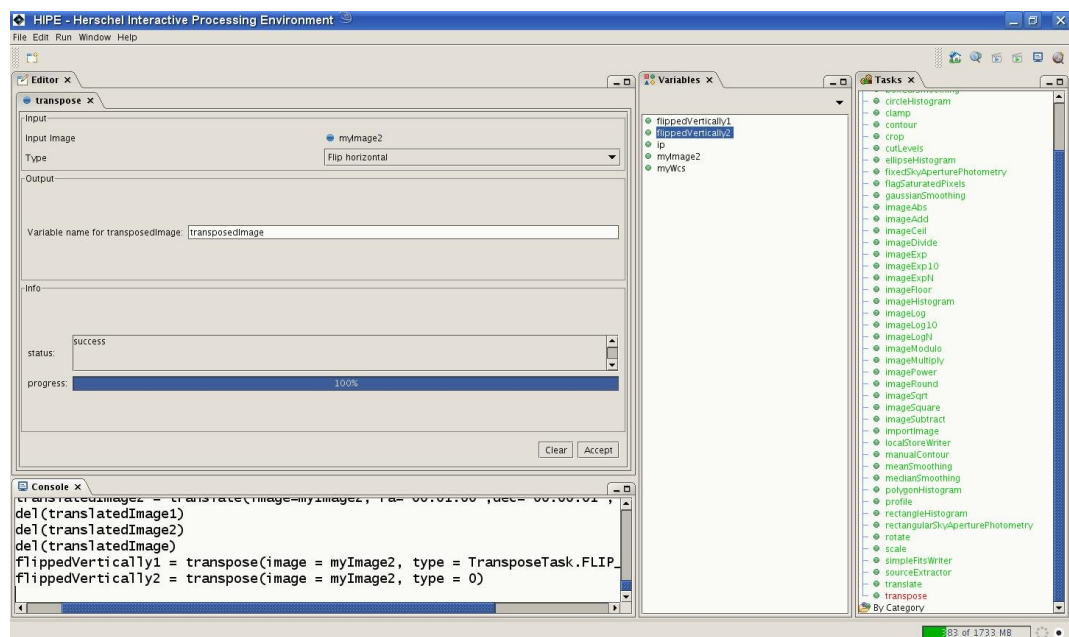 HIPE - Herschel Interactive Processing Environment
File Edit Run Window Help
Editor ×
transpose ×
Input
Input Image
myImage2
Type
Flip horizontal
Output
Variable name for transposedImage:
transposedImage
Info
status:
success
progress:
100%
Clear
Accept
Console ×
del(translatedImage1)
del(translatedImage2)
del(translatedImage)
flippedVertically1 = transpose(image = myImage2, type = TransposeTask.FLIP_
flippedVertically2 = transpose(image = myImage2, type = 0)
Variables ×
flippedVertically1
flippedVertically2
ip
myImage2
myWcs
Tasks ×
circleHistogram
clamp
contour
crop
cutLevels
ellipseHistogram
fixedSkyAperturePhotometry
flagSaturatedPixels
gaussianSmoothing
imageAbs
imageAdd
imageCeil
imageDivide
imageExp
imageExp10
imageExpN
imageFloor
imageHistogram
imageLog
imageLog10
imageLogN
imageModulo
imageMultiply
imagePower
imageRound
imageSqrt
imageSquare
imageSubtract
importImage
localStoreWriter
manualContour
meanSmoothing
medianSmoothing
polygonHistogram
profile
rectangleHistogram
rectangularSkyAperturePhotometry
rotate
scale
simpleFitsWriter
sourceExtractor
translate
transpose
By Category
383 of 1733 MB